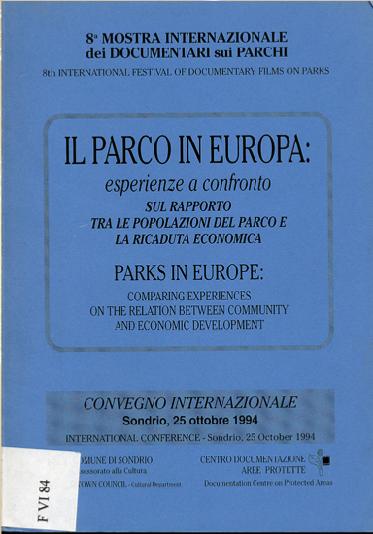 8ª MOSTRA INTERNAZIONALE
dei DOCUMENTARI sui PARCHI
8th INTERNATIONAL FESTIVAL OF DOCUMENTARY FILMS ON PARKS
IL PARCO IN EUROPA:
esperienze a confronto
SUL RAPPORTO
TRA LE POPOLAZIONI DEL PARCO E
LA RICADUTA ECONOMICA
PARKS IN EUROPE:
COMPARING EXPERIENCES
ON THE RELATION BETWEEN COMMUNITY
AND ECONOMIC DEVELOPMENT
CONVEGNO INTERNAZIONALE
Sondrio, 25 ottobre 1994
INTERNATIONAL CONFERENCE - Sondrio, 25 October 1994
OMUNE DI SONDRIO
sessorato alla Cultura
TOWN COUNCIL - Cultural Department
CENTRO DOCUMENTAZIONE
AREE PROTETTE
Documentation Centre on Protected Areas
F VI 84